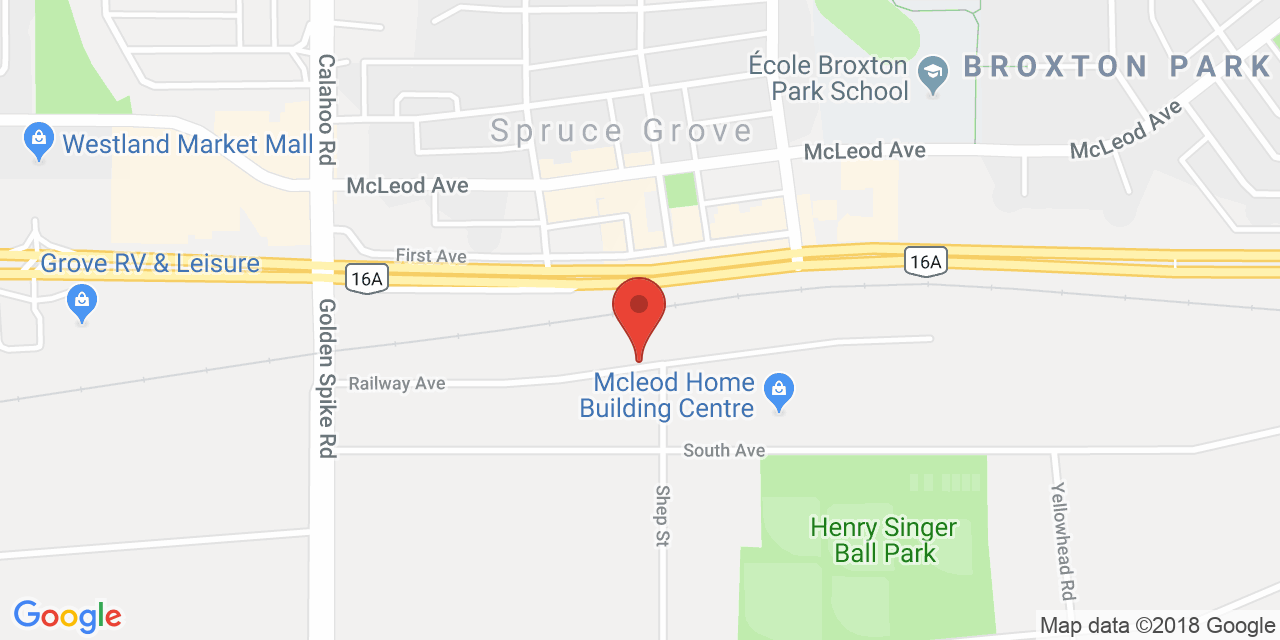 Calahoo Rd
École Broxton
Park School
BROXTON PARK
Spruce Grove
Westland Market Mall
McLeod Ave
McLeod Ave
McLeod Ave
First Ave
Grove RV & Leisure
16A
16A
Golden Spike Rd
Railway Ave
Mcleod Home
Building Centre
South Ave
Shep St
Yellowhead Rd
Henry Singer
Ball Park
Google
Map data ©2018 Google